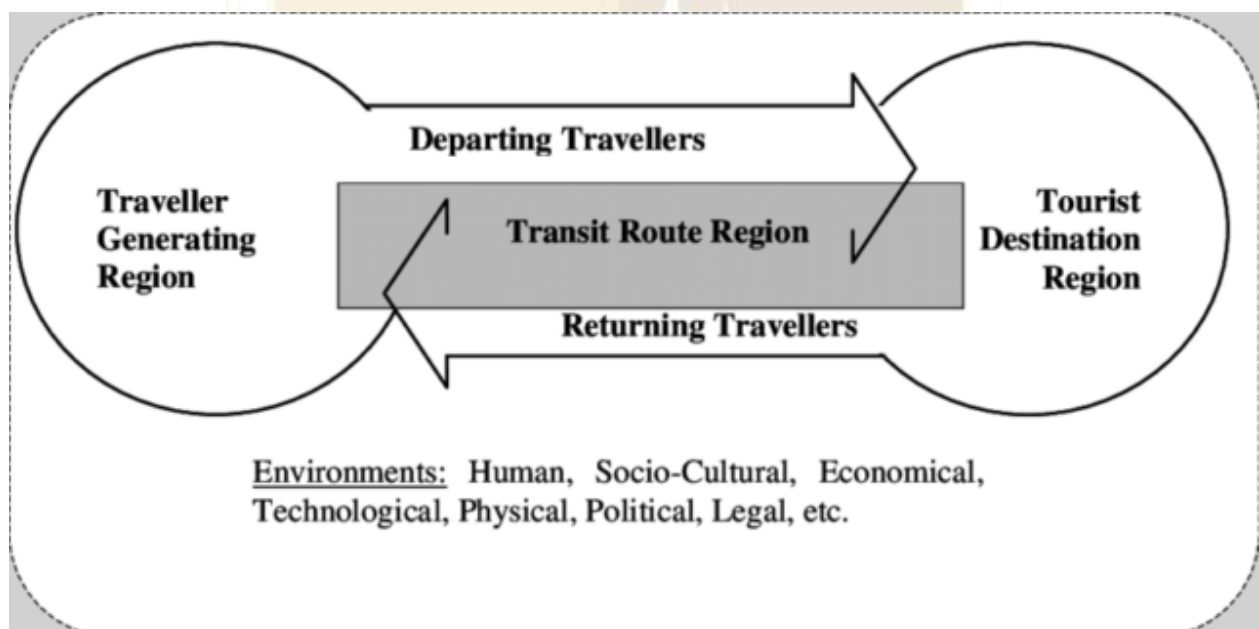 Departing Travellers
Traveller
Generating
Region
Transit Route Region
Tourist
Destination
Region
Returning Travellers
Environments: Human, Socio-Cultural, Economical,
Technological, Physical, Political, Legal, etc.